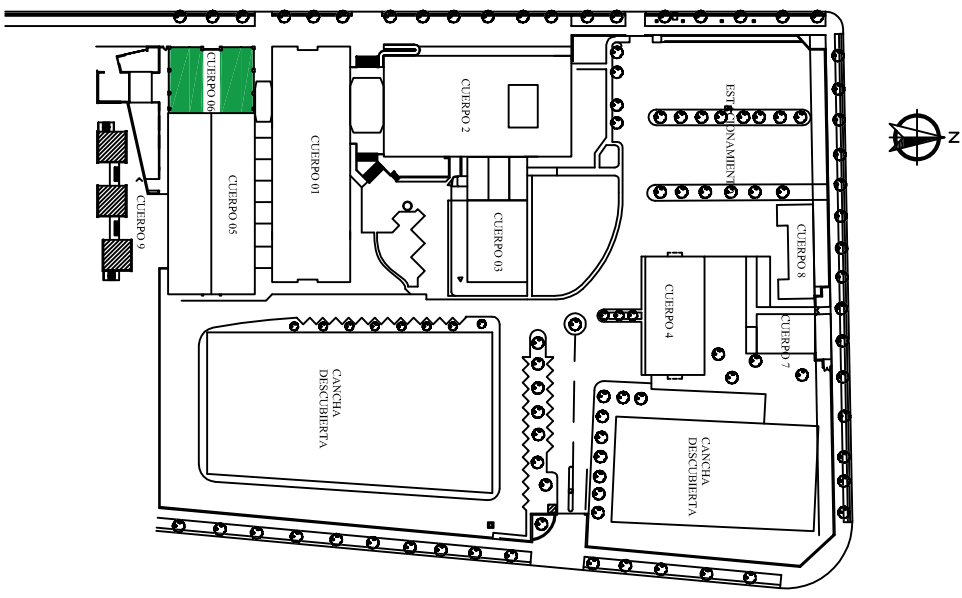 CUERPO 06
CUERPO 05
CUERPO 01
CUERPO 2
CUERPO 03
CUERPO 9
ESTACIONAMIENTO
CUERPO 8
CUERPO 4
CUERPO 7
CANCHA
DESCUBIERTA
CANCHA
DESCUBIERTA
N